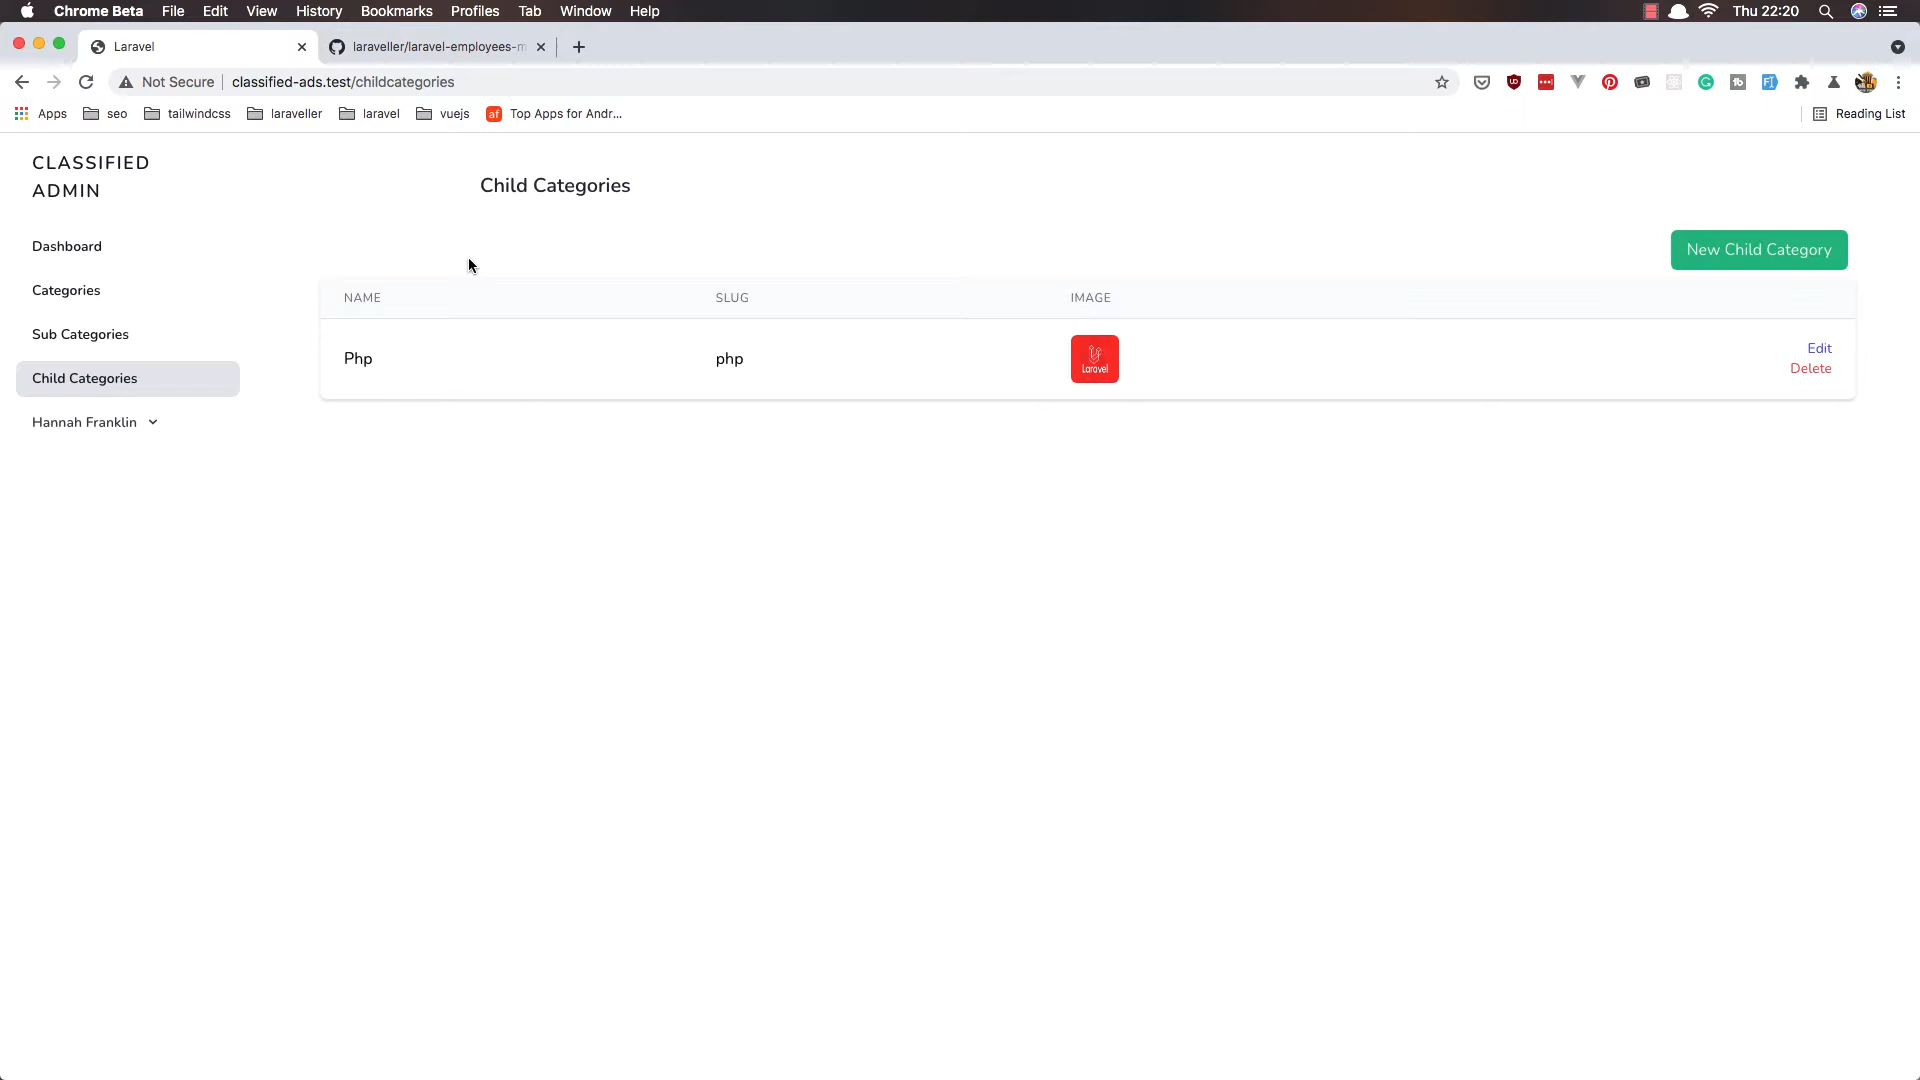 Chrome Beta File Edit View History Bookmarks Profiles Tab Window Help Thu 22:20
Laravel laraveller/laravel-employees-m
Not Secure classified-ads.test/childcategories
Apps seo tailwindcss laraveller laravel vuejs af Top Apps for Andr... Reading List
CLASSIFIED
ADMIN
Child Categories
Dashboard
New Child Category
Categories
NAME SLUG IMAGE
Sub Categories
Php php Laravel Edit
Delete
Child Categories
Hannah Franklin